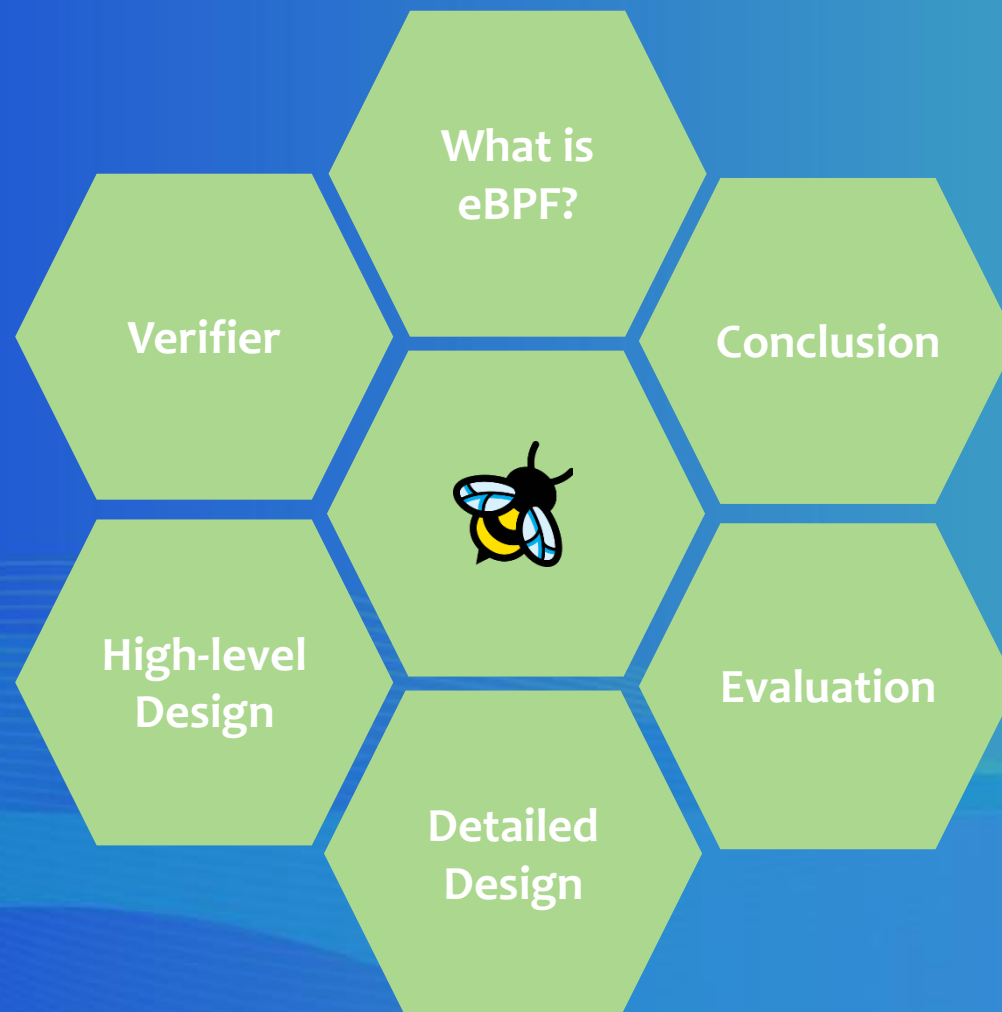 What is
eBPF?
Verifier
Conclusion
High-level
Design
Evaluation
Detailed
Design